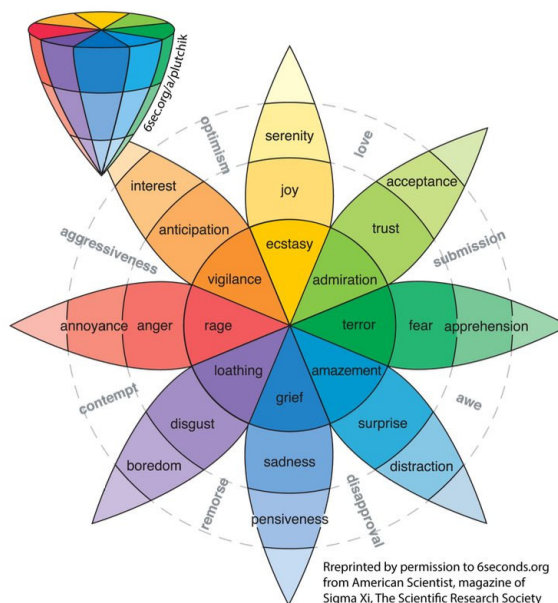 6sec.org/a/plutchik
optimism
love
serenity
interest
joy
acceptance
anticipation
trust
aggressiveness
submission
ecstasy
vigilance
admiration
annoyance anger rage terror fear apprehension
loathing amazement
contempt
grief
awe
disgust
surprise
boredom
sadness
distraction
remorse
disapproval
pensiveness
Rreprinted by permission to 6seconds.org
from American Scientist, magazine of
Sigma Xi, The Scientific Research Society